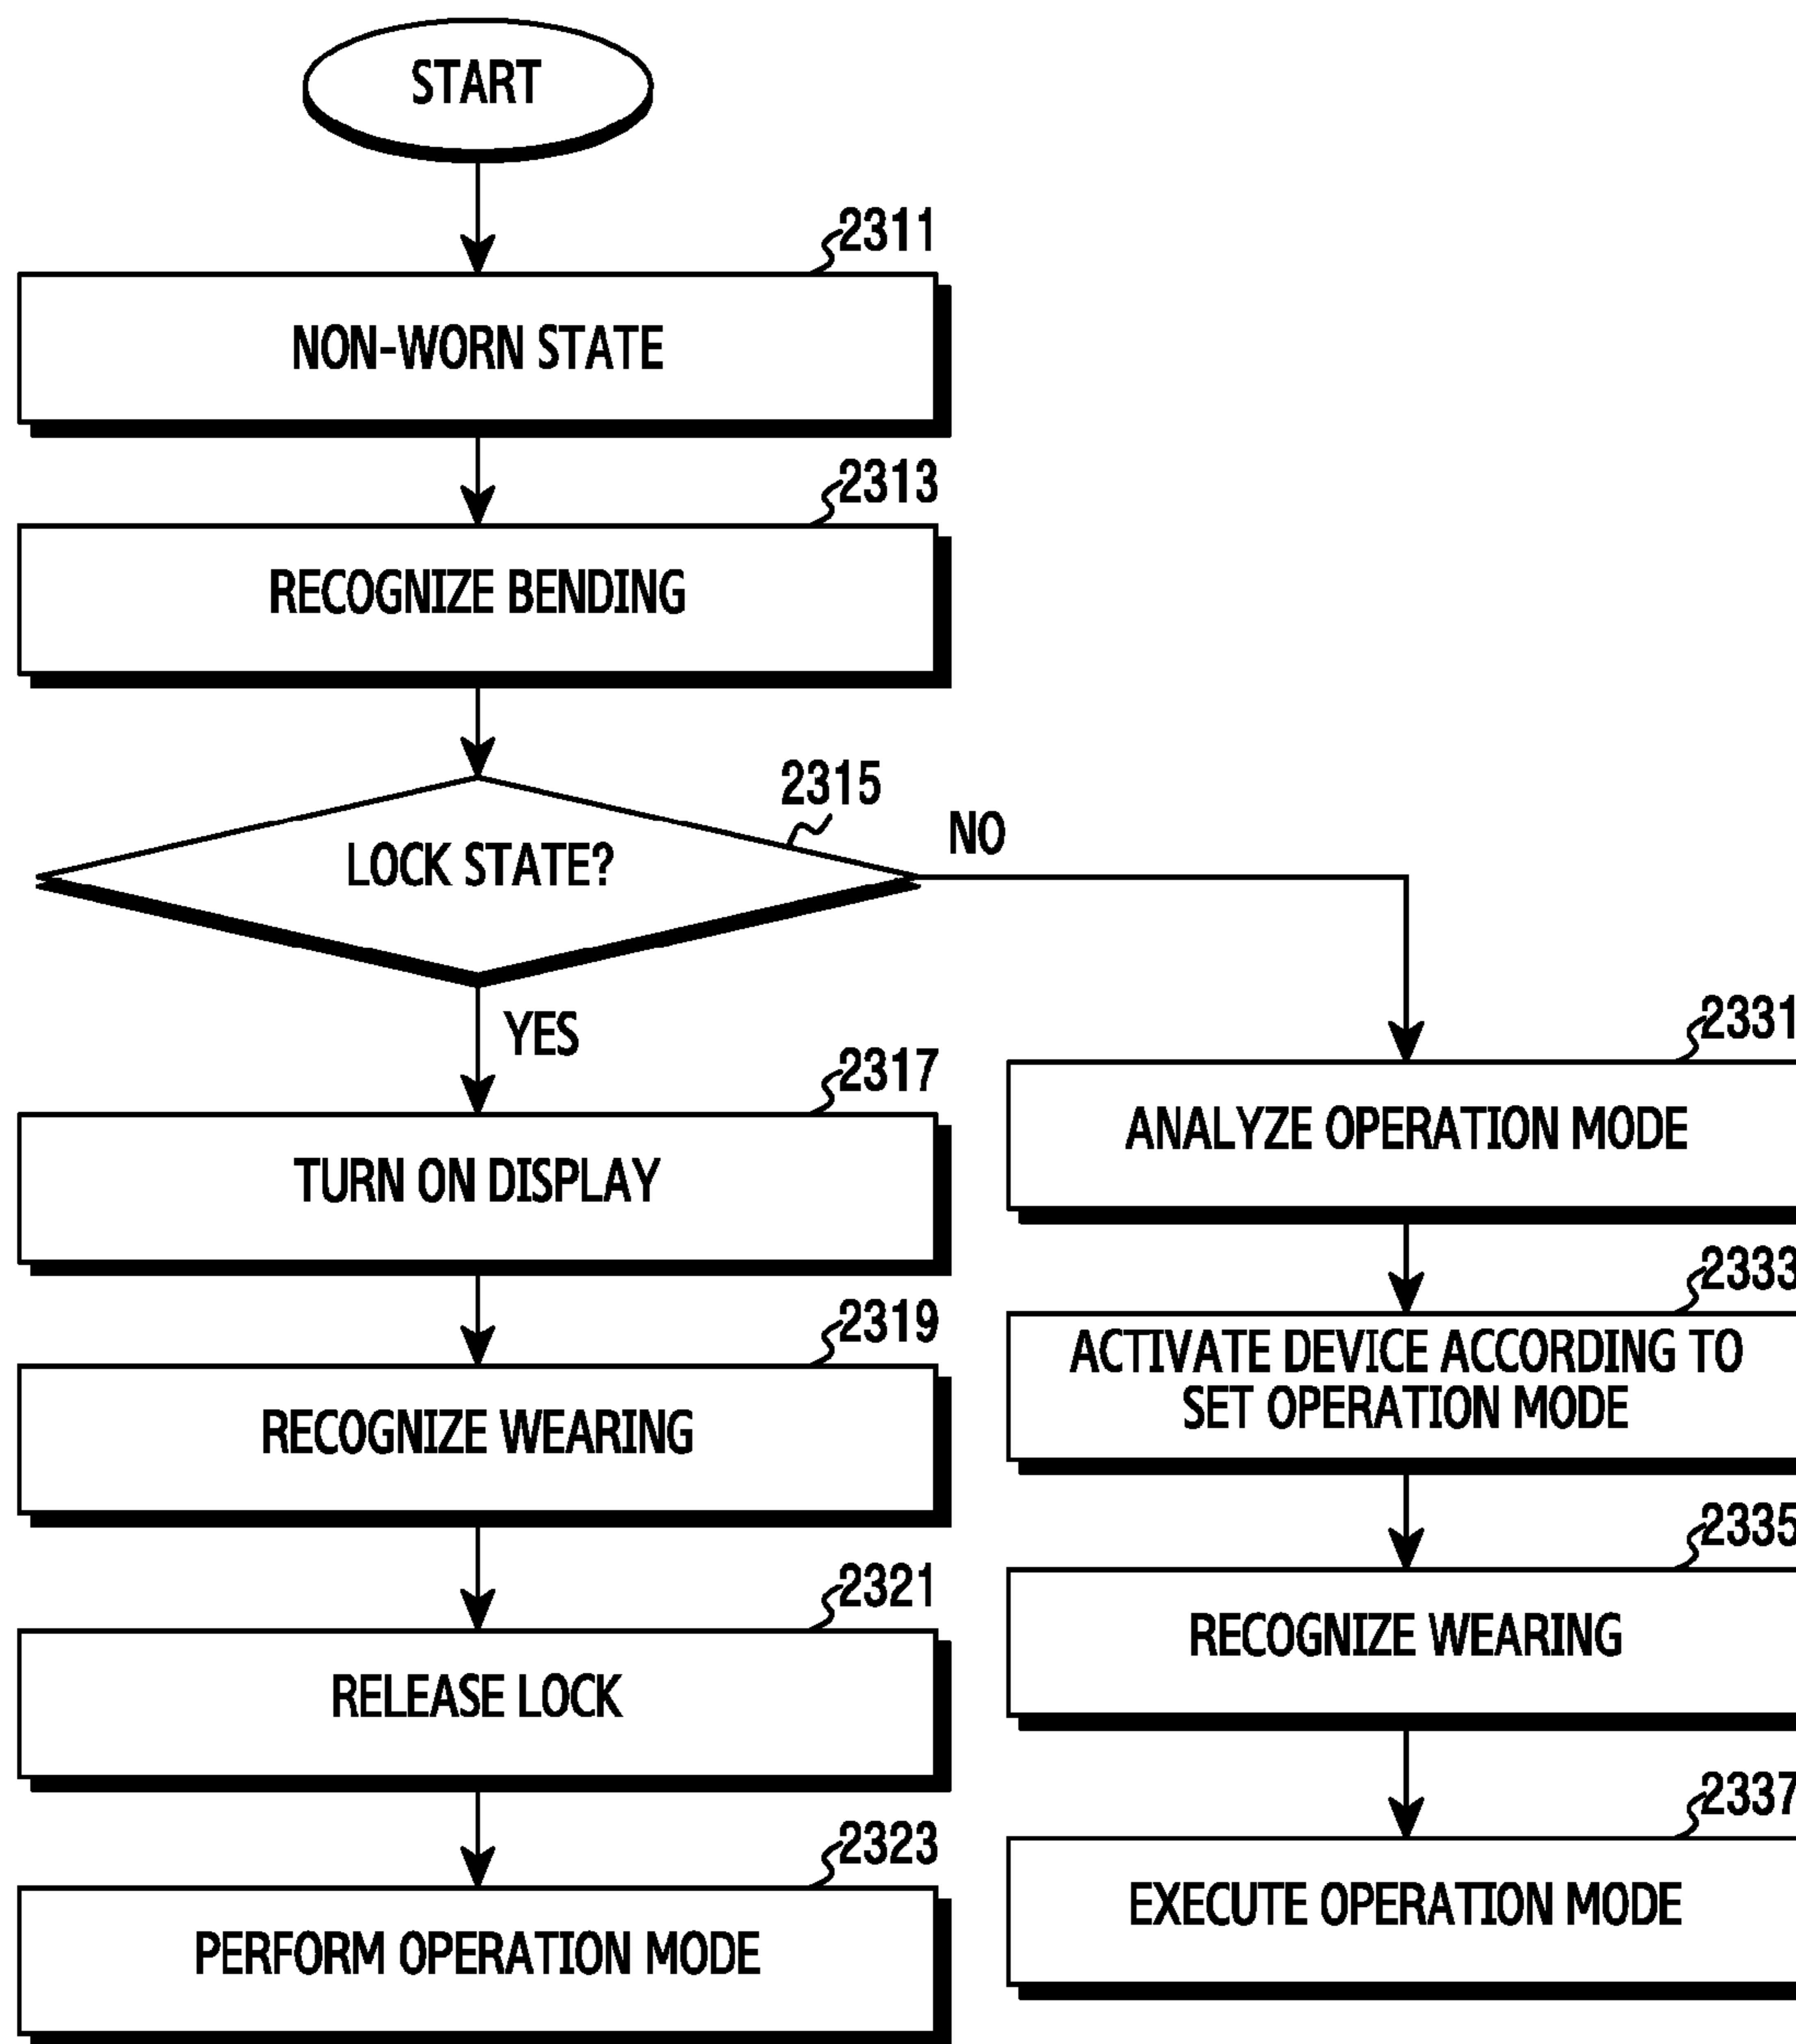 START
2311
NON-WORN STATE
2313
RECOGNIZE BENDING
2315
LOCK STATE?
NO
YES
2317
TURN ON DISPLAY
2319
RECOGNIZE WEARING
2321
RELEASE LOCK
2323
PERFORM OPERATION MODE
2331
ANALYZE OPERATION MODE
2333
ACTIVATE DEVICE ACCORDING TO
SET OPERATION MODE
2335
RECOGNIZE WEARING
2337
EXECUTE OPERATION MODE